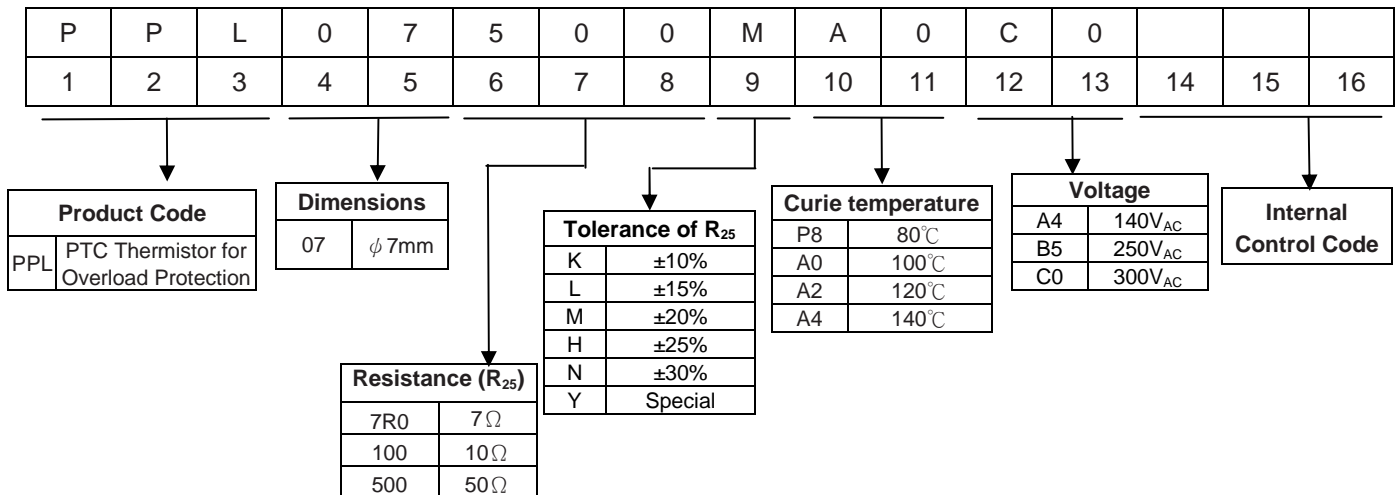 P P L 0 7 5 0 0 M A 0 C 0
1 2 3 4 5 6 7 8 9 10 11 12 13 14 15 16
Product Code
PPL PTC Thermistor for
Overload Protection
Dimensions
07 ϕ7mm
Resistance (R25)
7R0 7Ω
100 10Ω
500 50Ω
Tolerance of R25
K ±10%
L ±15%
M ±20%
H ±25%
N ±30%
Y Special
Curie temperature
P8 80℃
A0 100℃
A2 120℃
A4 140℃
Voltage
A4 140VAC
B5 250VAC
C0 300VAC
Internal
Control Code